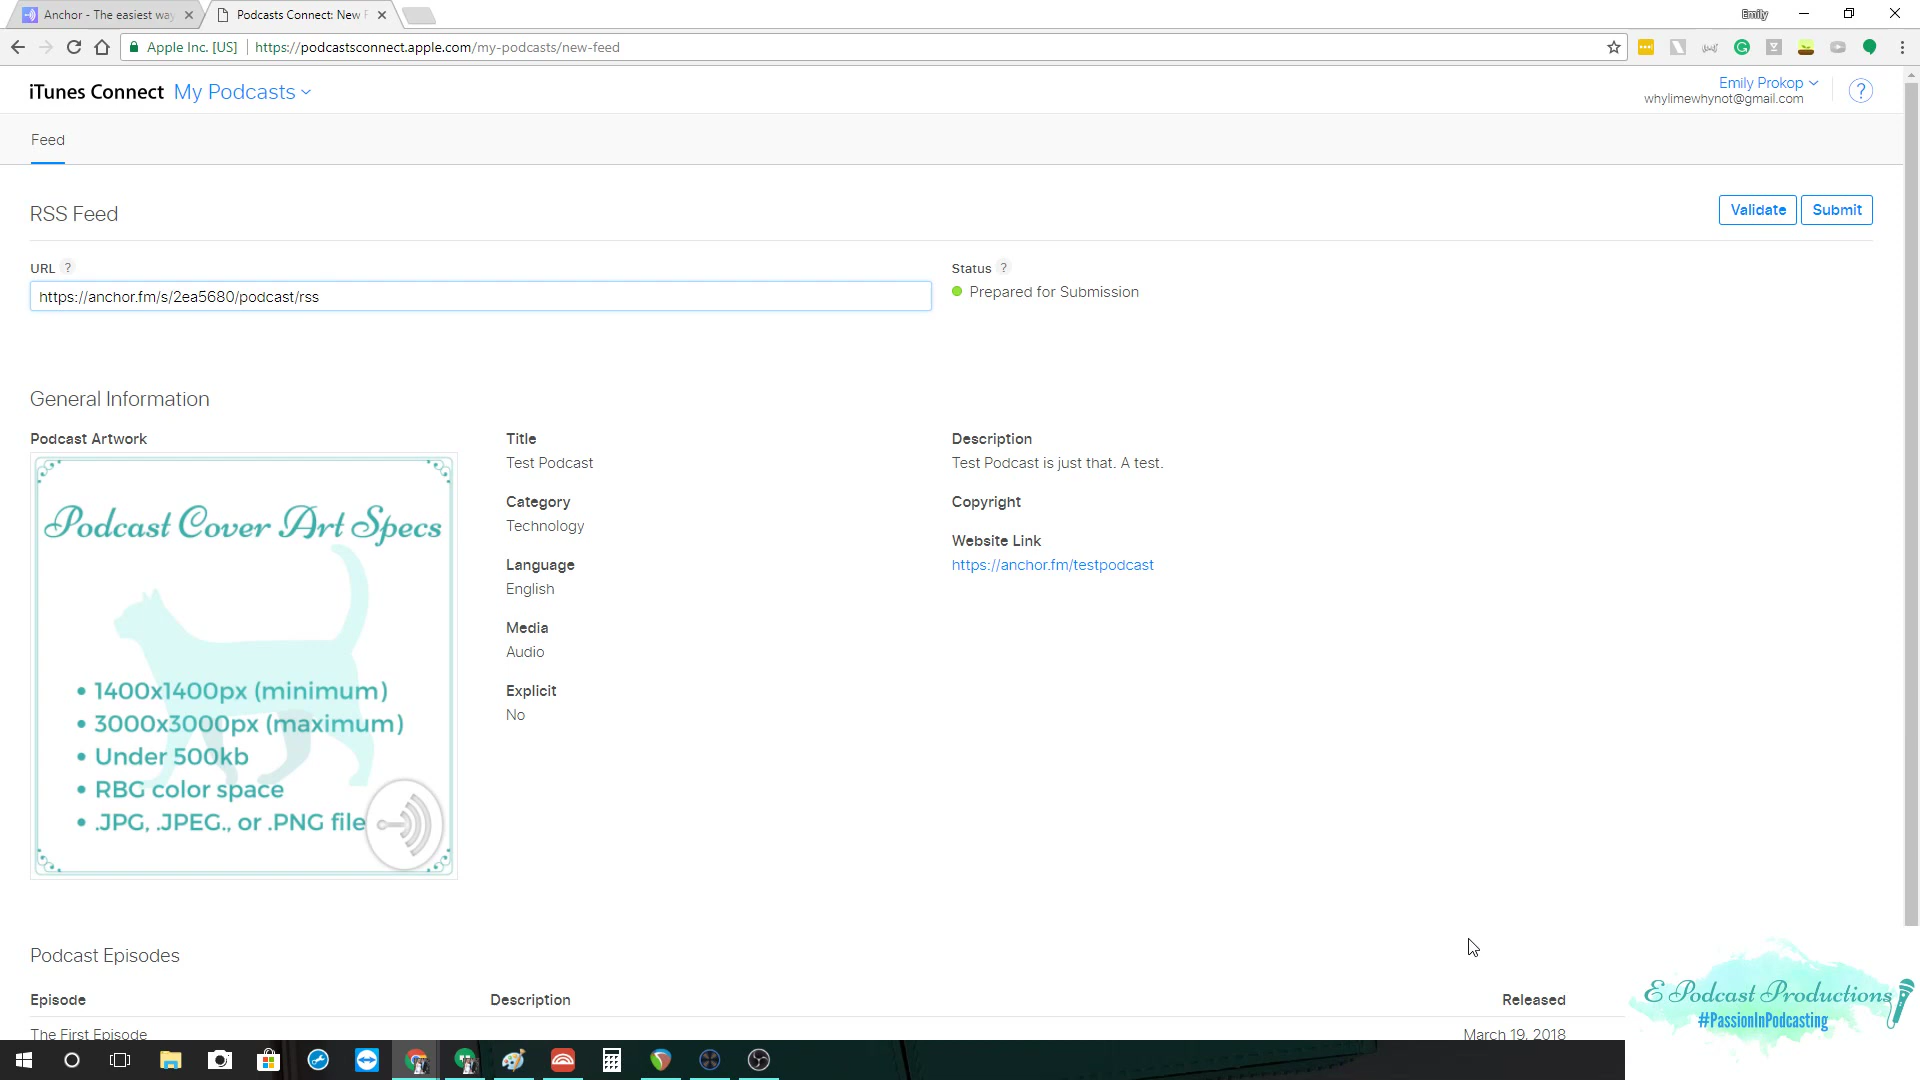 Anchor - The easiest way
Podcasts Connect: New F
Emily
Apple Inc. [US]
https://podcastsconnect.apple.com/my-podcasts/new-feed
iTunes Connect My Podcasts
Emily Prokop
whylimewhynot@gmail.com
?
Feed
RSS Feed
Validate
Submit
URL ?
Status ?
https://anchor.fm/s/2ea5680/podcast/rss
Prepared for Submission
General Information
Podcast Artwork
Podcast Cover Art Specs
• 1400x1400px (minimum)
• 3000x3000px (maximum)
• Under 500kb
• RBG color space
• .JPG, .JPEG., or .PNG file
Title
Test Podcast
Category
Technology
Language
English
Media
Audio
Explicit
No
Description
Test Podcast is just that. A test.
Copyright
Website Link
https://anchor.fm/testpodcast
Podcast Episodes
Episode
Description
Released
The First Episode
March 19, 2018
E Podcast Productions
#PassionInPodcasting